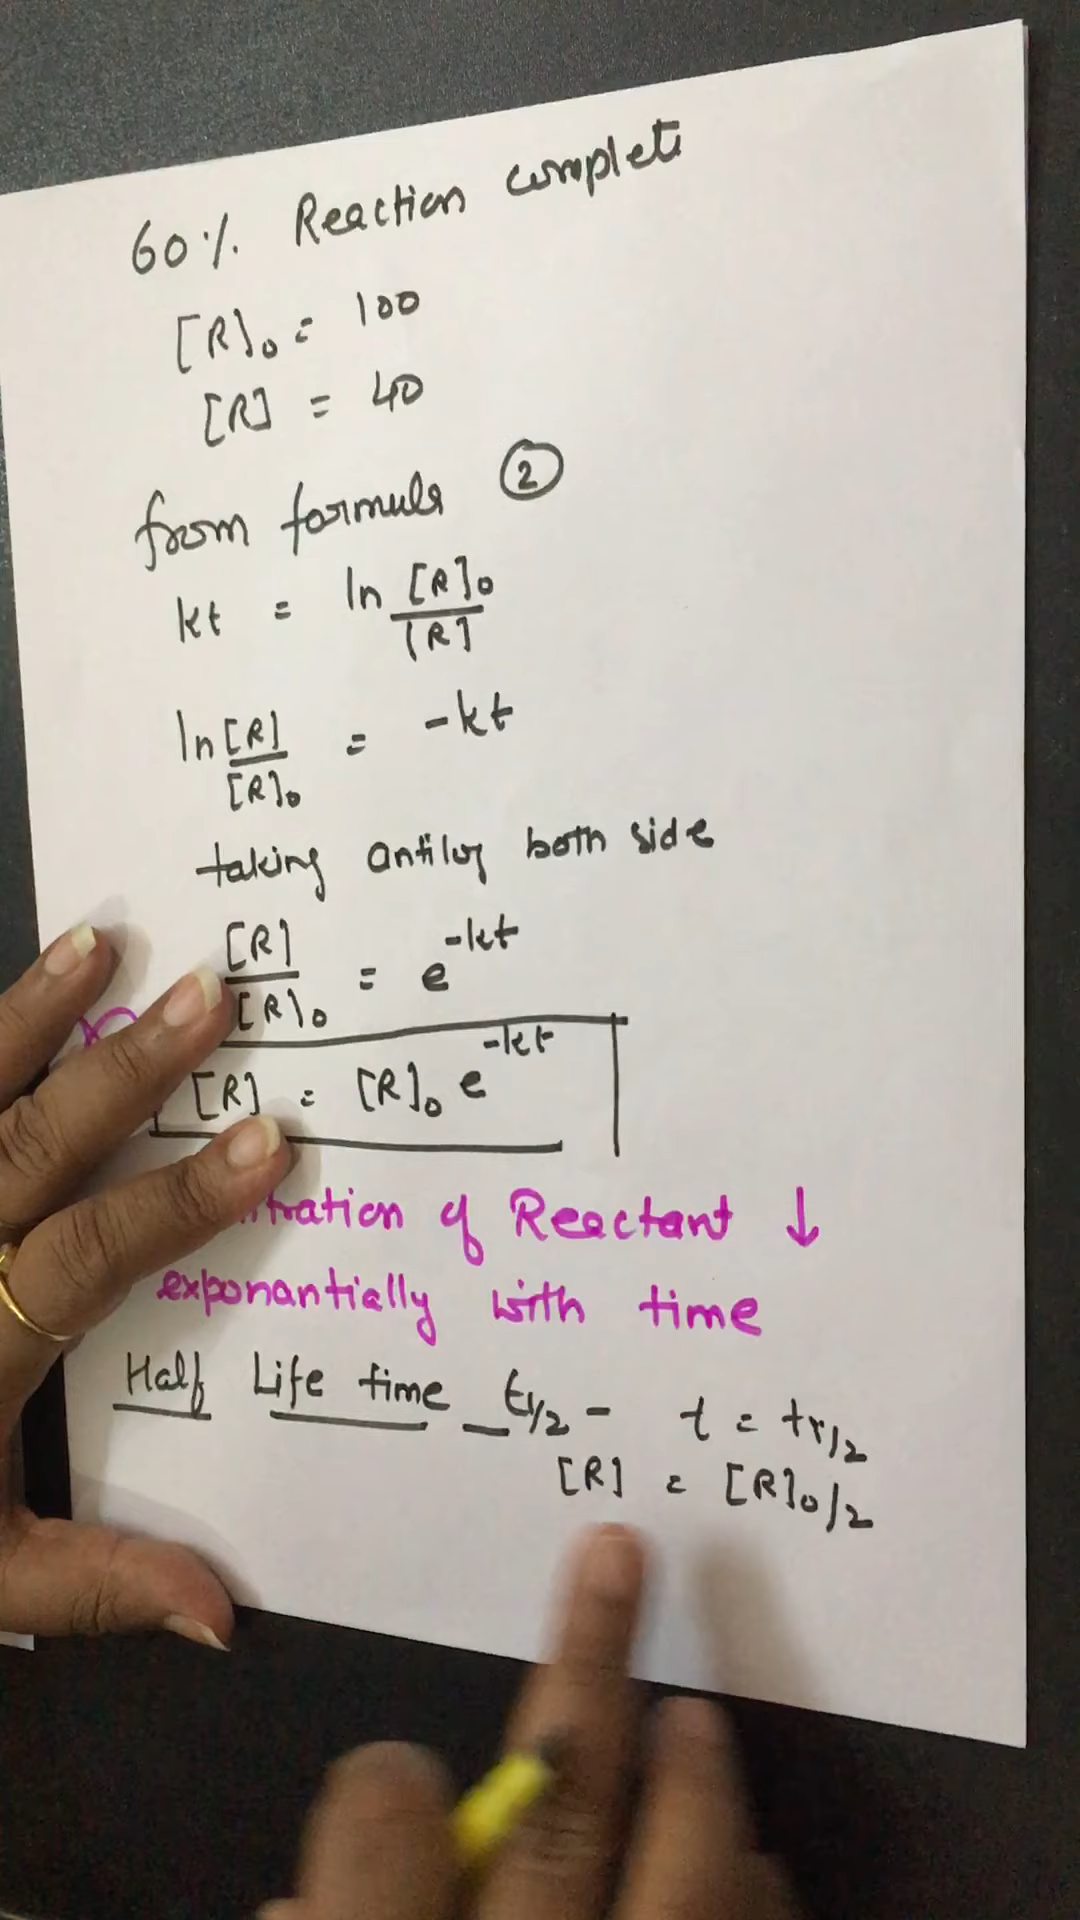 60% Reaction complete
[R]₀ = 100
[R] = 40
from formula ②
kt = ln [R]₀/[R]
ln [R]/[R]₀ = -kt
taking antilog both side
[R]/[R]₀ = e^-kt
[R] = [R]₀ e^-kt
of Reactant ↓
exponantially with time
Half Life time t1/2 - t = t1/2
[R] = [R]₀/2